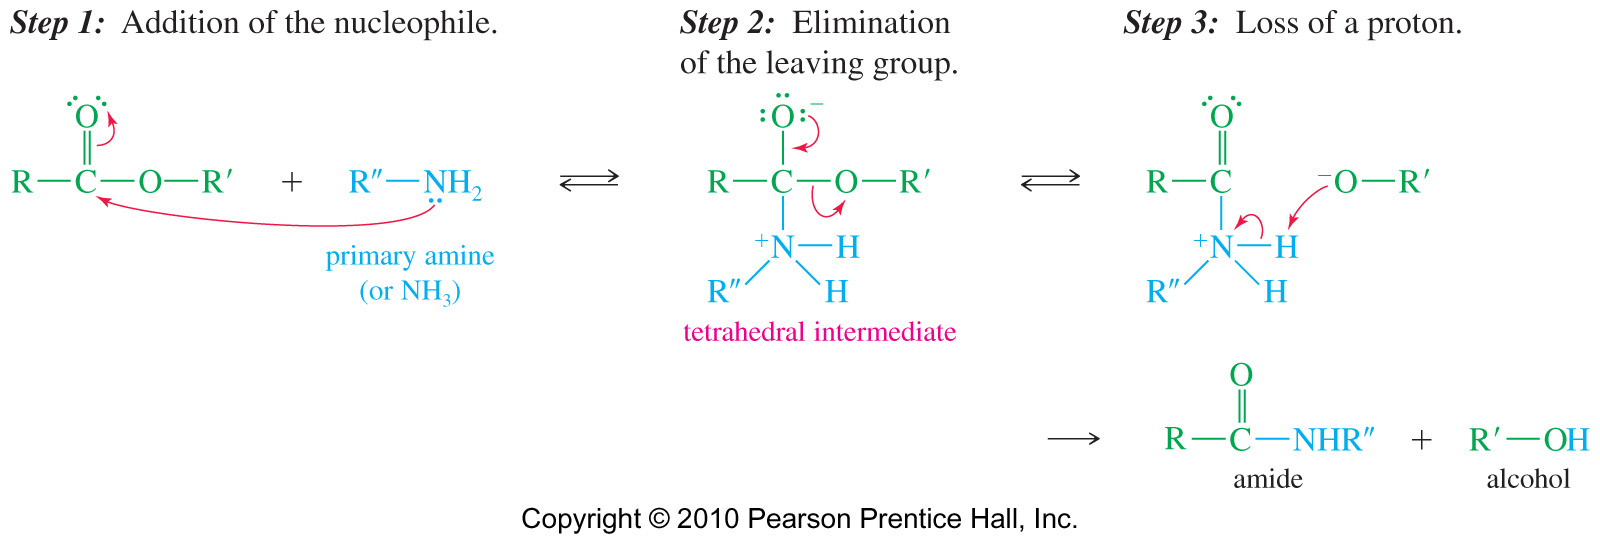 Step 1: Addition of the nucleophile.
Step 2: Elimination
of the leaving group.
Step 3: Loss of a proton.
O
R—C—O—R′ + R″—NH₂
primary amine
(or NH₃)
:O:⁻
R—C—O—R′
⁺N—H
R″ H
tetrahedral intermediate
O
R—C ⁻O—R′
⁺N—H
R″ H
O
R—C—NHR″ + R′—OH
amide alcohol
Copyright © 2010 Pearson Prentice Hall, Inc.